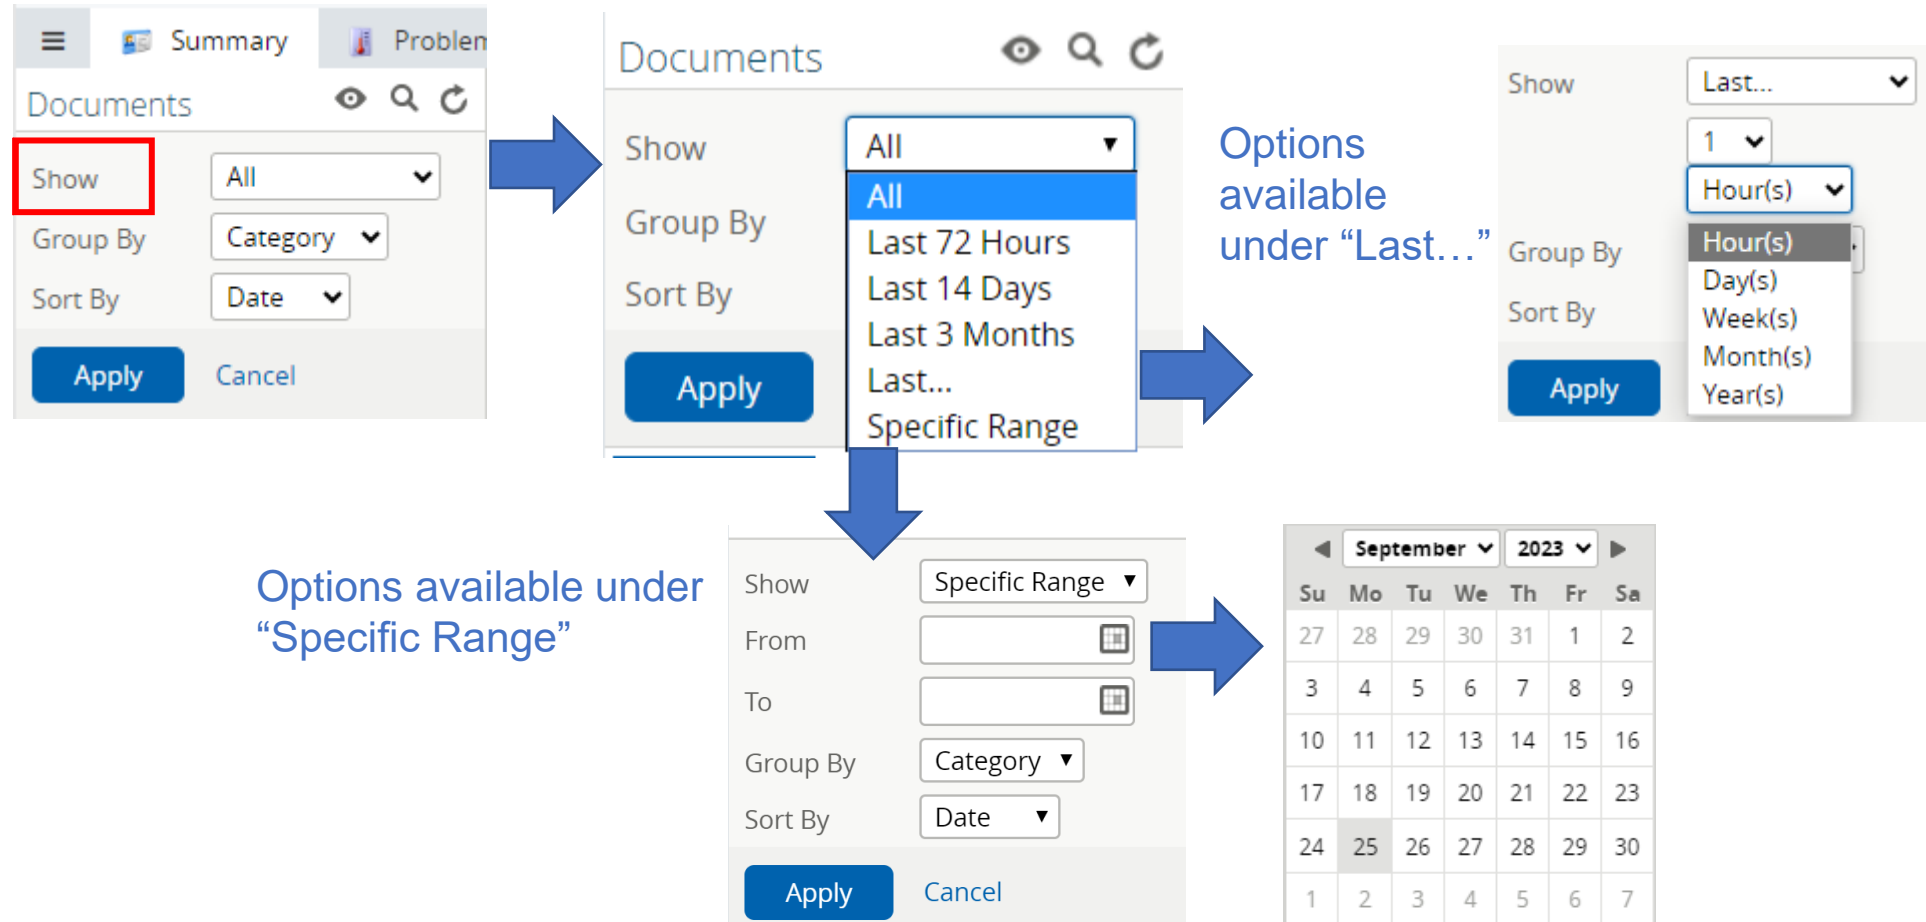 Summary
Problem
Documents
Show
All
Group By
Category
Sort By
Date
Apply
Cancel
Documents
Show
All
All
Last 72 Hours
Last 14 Days
Last 3 Months
Last...
Specific Range
Group By
Sort By
Apply
Options
available
under “Last…”
Show
Last...
1
Hour(s)
Hour(s)
Day(s)
Week(s)
Month(s)
Year(s)
Group By
Sort By
Apply
Options available under
“Specific Range”
Show
Specific Range
From
To
Group By
Category
Sort By
Date
Apply
Cancel
September 2023
Su Mo Tu We Th Fr Sa
27 28 29 30 31 1 2
3 4 5 6 7 8 9
10 11 12 13 14 15 16
17 18 19 20 21 22 23
24 25 26 27 28 29 30
1 2 3 4 5 6 7